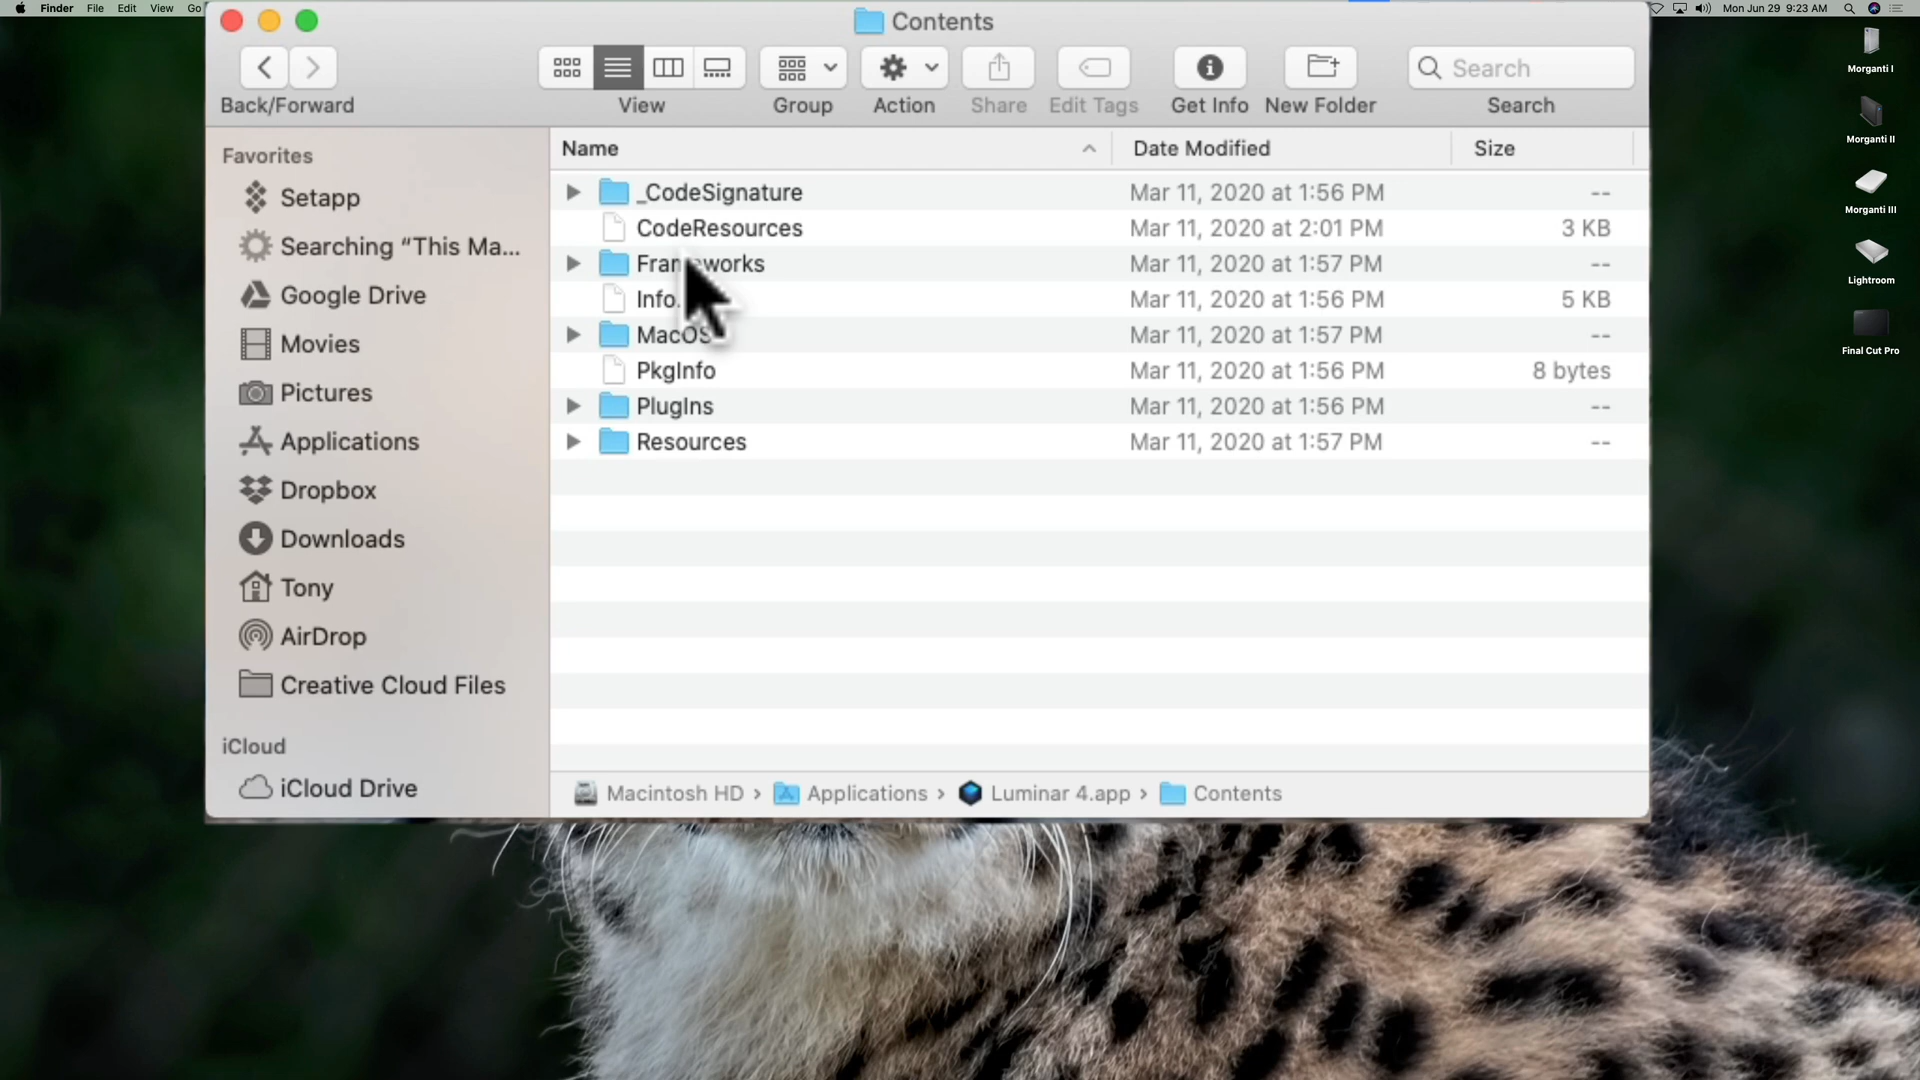 Finder File Edit View Go
Mon Jun 29 9:23 AM
Contents
Back/Forward
View
Group
Action
Share
Edit Tags
Get Info
New Folder
Search
Search
Favorites
Setapp
Searching “This Ma...
Google Drive
Movies
Pictures
Applications
Dropbox
Downloads
Tony
AirDrop
Creative Cloud Files
iCloud
iCloud Drive
Name Date Modified Size
_CodeSignature Mar 11, 2020 at 1:56 PM --
CodeResources Mar 11, 2020 at 2:01 PM 3 KB
Frameworks Mar 11, 2020 at 1:57 PM --
Info. Mar 11, 2020 at 1:56 PM 5 KB
MacOS Mar 11, 2020 at 1:57 PM --
PkgInfo Mar 11, 2020 at 1:56 PM 8 bytes
PlugIns Mar 11, 2020 at 1:56 PM --
Resources Mar 11, 2020 at 1:57 PM --
Macintosh HD › Applications › Luminar 4.app › Contents
Morganti I
Morganti II
Morganti III
Lightroom
Final Cut Pro